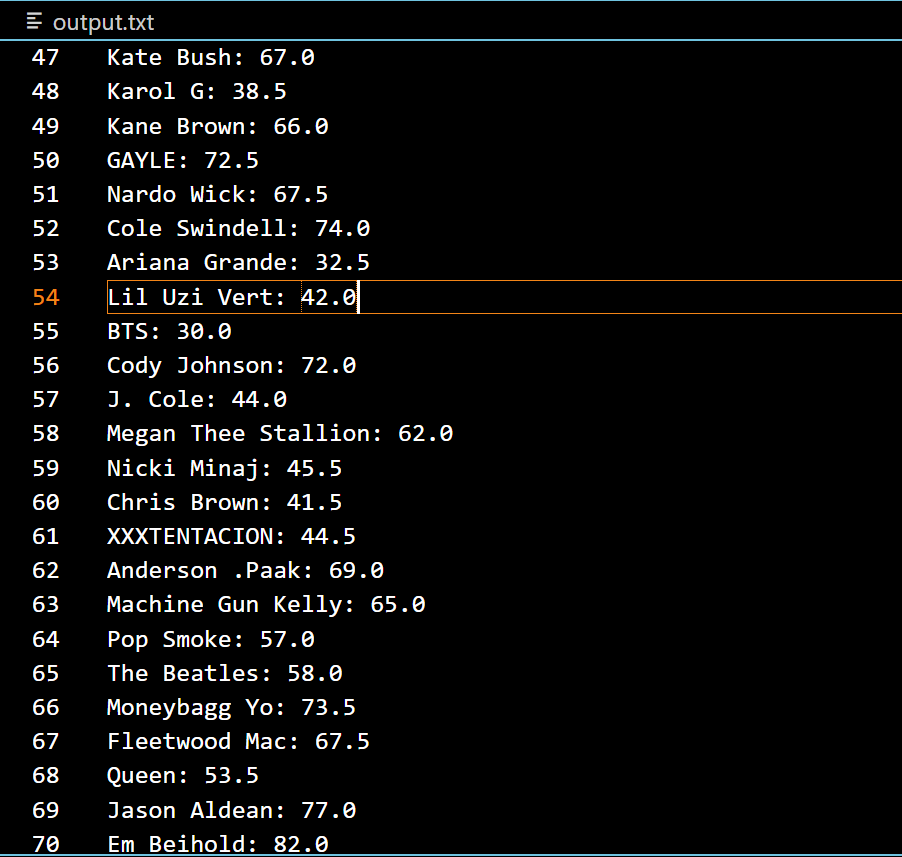 output.txt
47 Kate Bush: 67.0
48 Karol G: 38.5
49 Kane Brown: 66.0
50 GAYLE: 72.5
51 Nardo Wick: 67.5
52 Cole Swindell: 74.0
53 Ariana Grande: 32.5
54 Lil Uzi Vert: 42.0
55 BTS: 30.0
56 Cody Johnson: 72.0
57 J. Cole: 44.0
58 Megan Thee Stallion: 62.0
59 Nicki Minaj: 45.5
60 Chris Brown: 41.5
61 XXXTENTACION: 44.5
62 Anderson .Paak: 69.0
63 Machine Gun Kelly: 65.0
64 Pop Smoke: 57.0
65 The Beatles: 58.0
66 Moneybagg Yo: 73.5
67 Fleetwood Mac: 67.5
68 Queen: 53.5
69 Jason Aldean: 77.0
70 Em Beihold: 82.0